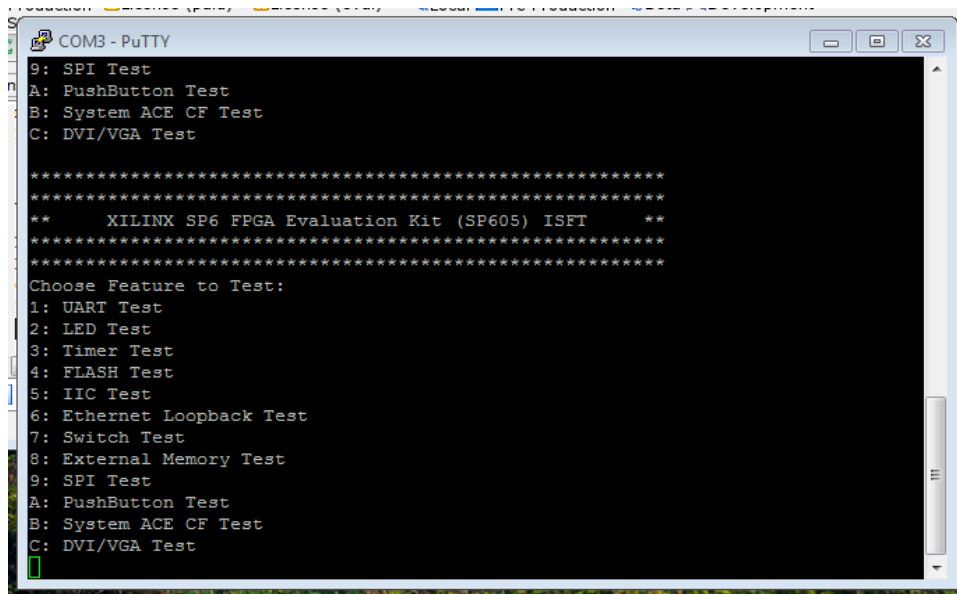 COM3 - PuTTY
9: SPI Test
A: PushButton Test
B: System ACE CF Test
C: DVI/VGA Test
**********************************************************
**********************************************************
**     XILINX SP6 FPGA Evaluation Kit (SP605) ISFT     **
**********************************************************
**********************************************************
Choose Feature to Test:
1: UART Test
2: LED Test
3: Timer Test
4: FLASH Test
5: IIC Test
6: Ethernet Loopback Test
7: Switch Test
8: External Memory Test
9: SPI Test
A: PushButton Test
B: System ACE CF Test
C: DVI/VGA Test